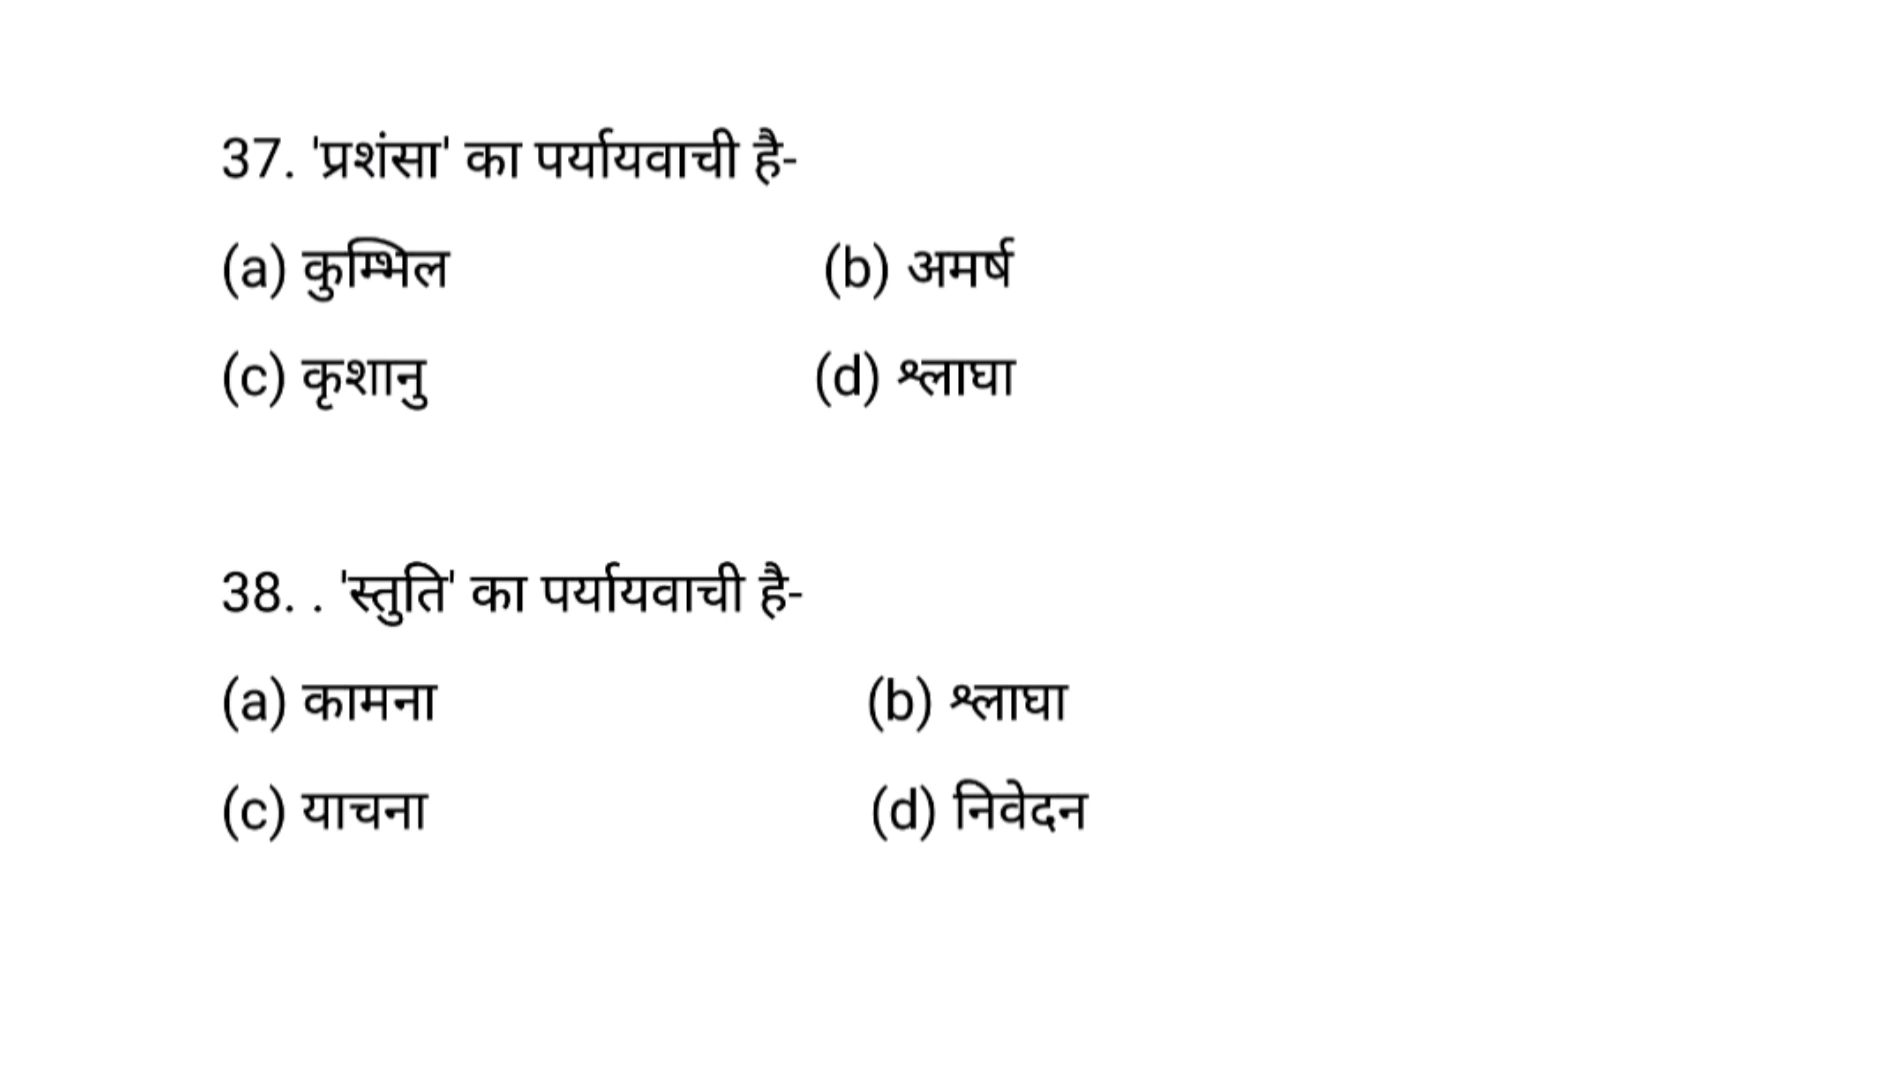 37. 'प्रशंसा' का पर्यायवाची है-
(a) कुम्भिल (b) अमर्ष
(c) कृशानु (d) श्लाघा
38. . 'स्तुति' का पर्यायवाची है-
(a) कामना (b) श्लाघा
(c) याचना (d) निवेदन